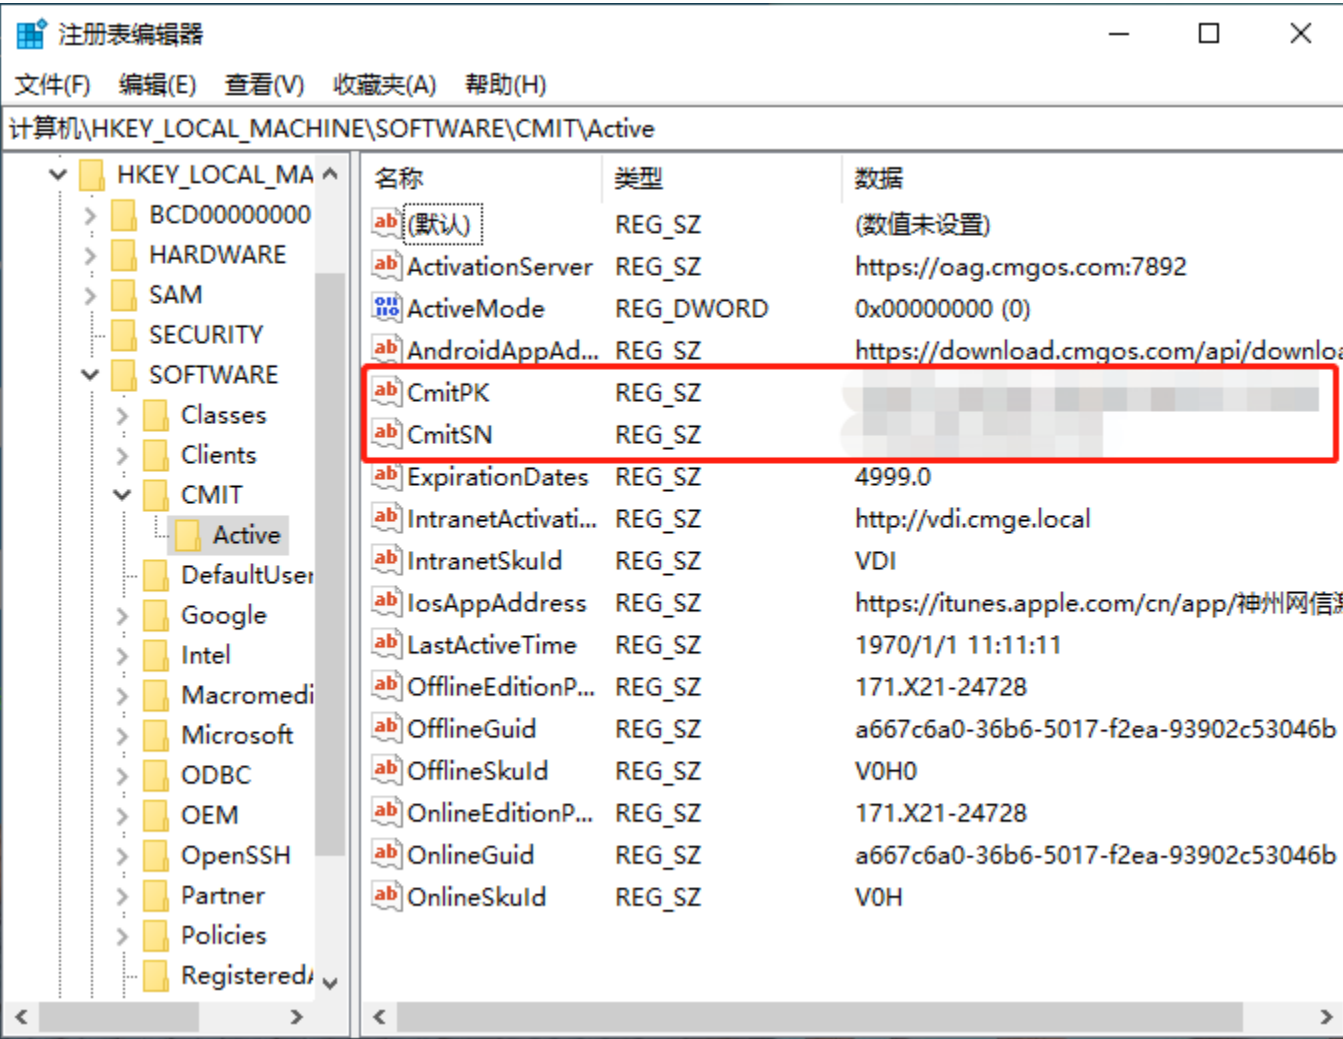 注册表编辑器
文件(F) 编辑(E) 查看(V) 收藏夹(A) 帮助(H)
计算机\HKEY_LOCAL_MACHINE\SOFTWARE\CMIT\Active
HKEY_LOCAL_MA
BCD00000000
HARDWARE
SAM
SECURITY
SOFTWARE
Classes
Clients
CMIT
Active
DefaultUser
Google
Intel
Macromedi
Microsoft
ODBC
OEM
OpenSSH
Partner
Policies
Registered
名称 类型 数据
(默认) REG_SZ (数值未设置)
ActivationServer REG_SZ https://oag.cmgos.com:7892
ActiveMode REG_DWORD 0x00000000 (0)
AndroidAppAd... REG_SZ https://download.cmgos.com/api/downloa
CmitPK REG_SZ
CmitSN REG_SZ
ExpirationDates REG_SZ 4999.0
IntranetActivati... REG_SZ http://vdi.cmge.local
IntranetSkuId REG_SZ VDI
IosAppAddress REG_SZ https://itunes.apple.com/cn/app/神州网信激
LastActiveTime REG_SZ 1970/1/1 11:11:11
OfflineEditionP... REG_SZ 171.X21-24728
OfflineGuid REG_SZ a667c6a0-36b6-5017-f2ea-93902c53046b
OfflineSkuId REG_SZ V0H0
OnlineEditionP... REG_SZ 171.X21-24728
OnlineGuid REG_SZ a667c6a0-36b6-5017-f2ea-93902c53046b
OnlineSkuId REG_SZ V0H